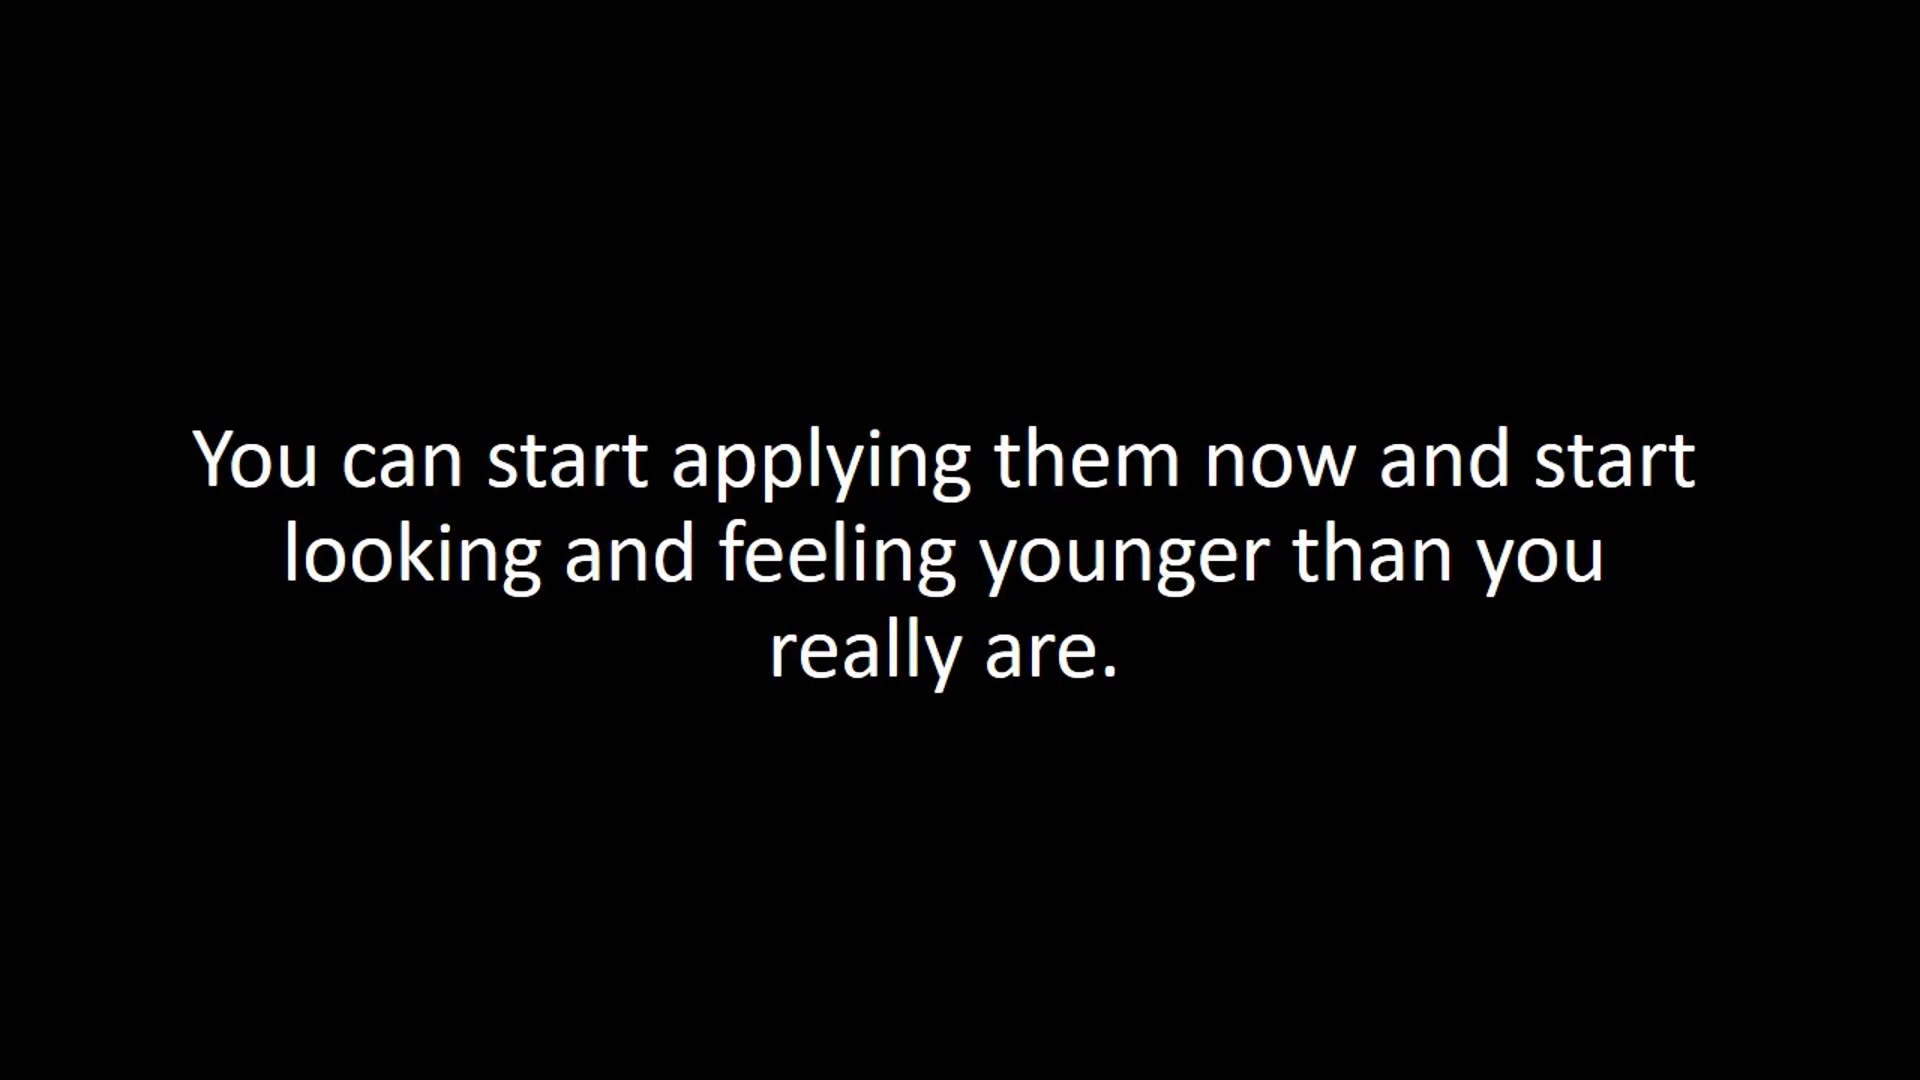 You can start applying them now and start
looking and feeling younger than you
really are.